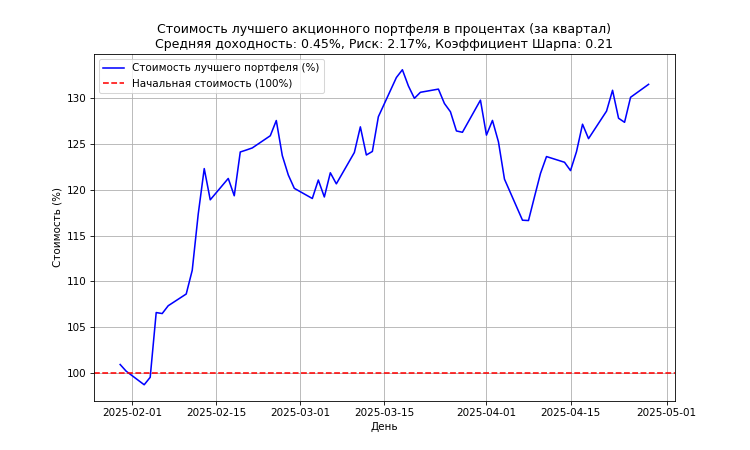 Стоимость лучшего акционного портфеля в процентах (за квартал)
Средняя доходность: 0.45%, Риск: 2.17%, Коэффициент Шарпа: 0.21
Стоимость лучшего портфеля (%)
Начальная стоимость (100%)
Стоимость (%)
130
125
120
115
110
105
100
2025-02-01 2025-02-15 2025-03-01 2025-03-15 2025-04-01 2025-04-15 2025-05-01
День